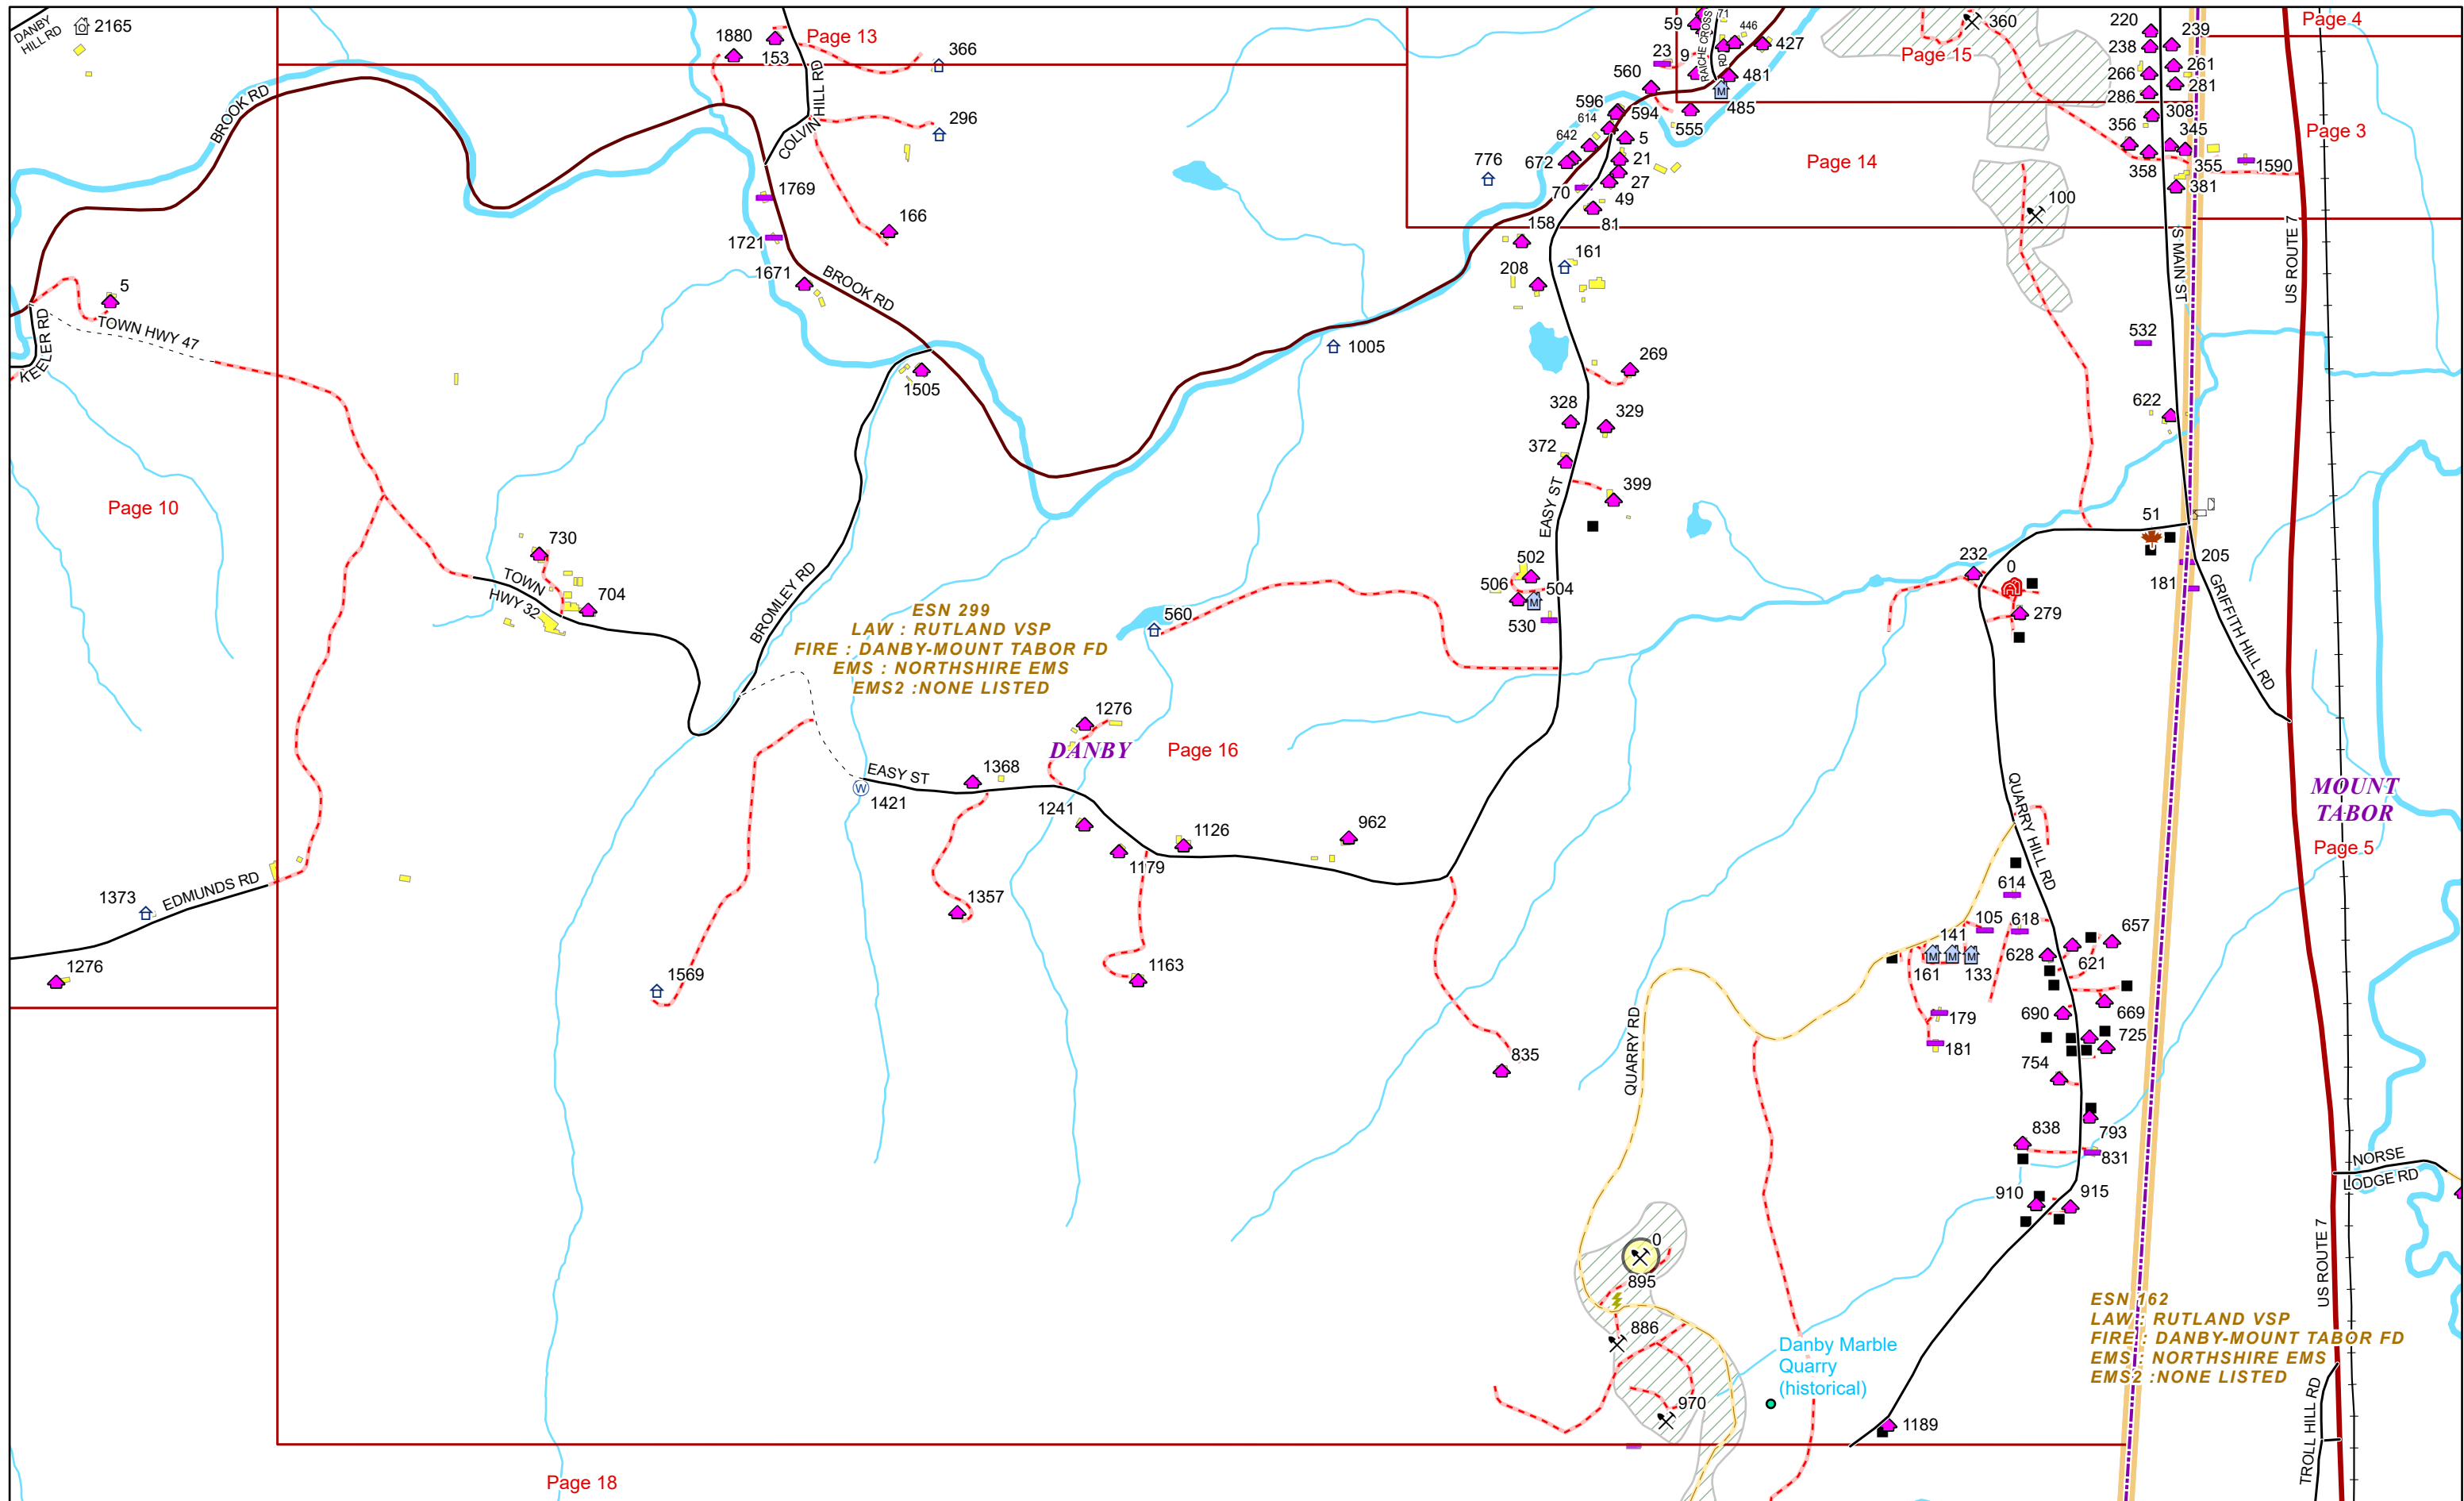 DANBY
HILL RD
2165
1880
153
Page 13
366
296
HILL RD
COLVIN
BROOK RD
1769
1721
166
1671
BROOK RD
5
TOWN HWY 47
KEELER RD
1505
1005
Page 10
59
71
446
427
23
9
RAICHE CROSS
RD
481
485
560
596
594
614
555
642
5
672
21
776
70
27
49
158
81
161
208
360
Page 15
Page 14
100
220
239
238
261
266
281
286
308
356
345
358
355
381
Page 4
Page 3
1590
US ROUTE 7
S MAIN ST
532
622
269
328
329
372
399
EASY ST
502
506
504
530
51
205
181
232
0
279
GRIFFITH HILL RD
730
TOWN
HWY 32
704
BROMLEY RD
ESN 299
LAW : RUTLAND VSP
FIRE : DANBY-MOUNT TABOR FD
EMS : NORTHSHIRE EMS
EMS2 :NONE LISTED
560
1276
DANBY
Page 16
1368
EASY ST
W
1421
1241
1126
1179
962
1357
1163
1569
835
1373
EDMUNDS RD
1276
MOUNT
TABOR
Page 5
QUARRY HILL RD
614
105
618
657
141
161
133
628
621
179
181
690
669
725
754
QUARRY RD
838
793
831
910
915
NORSE
LODGE RD
US ROUTE 7
0
895
886
970
Danby Marble
Quarry
(historical)
1189
ESN 162
LAW : RUTLAND VSP
FIRE : DANBY-MOUNT TABOR FD
EMS : NORTHSHIRE EMS
EMS2 :NONE LISTED
TROLL HILL RD
Page 18
M
M
M
M
M